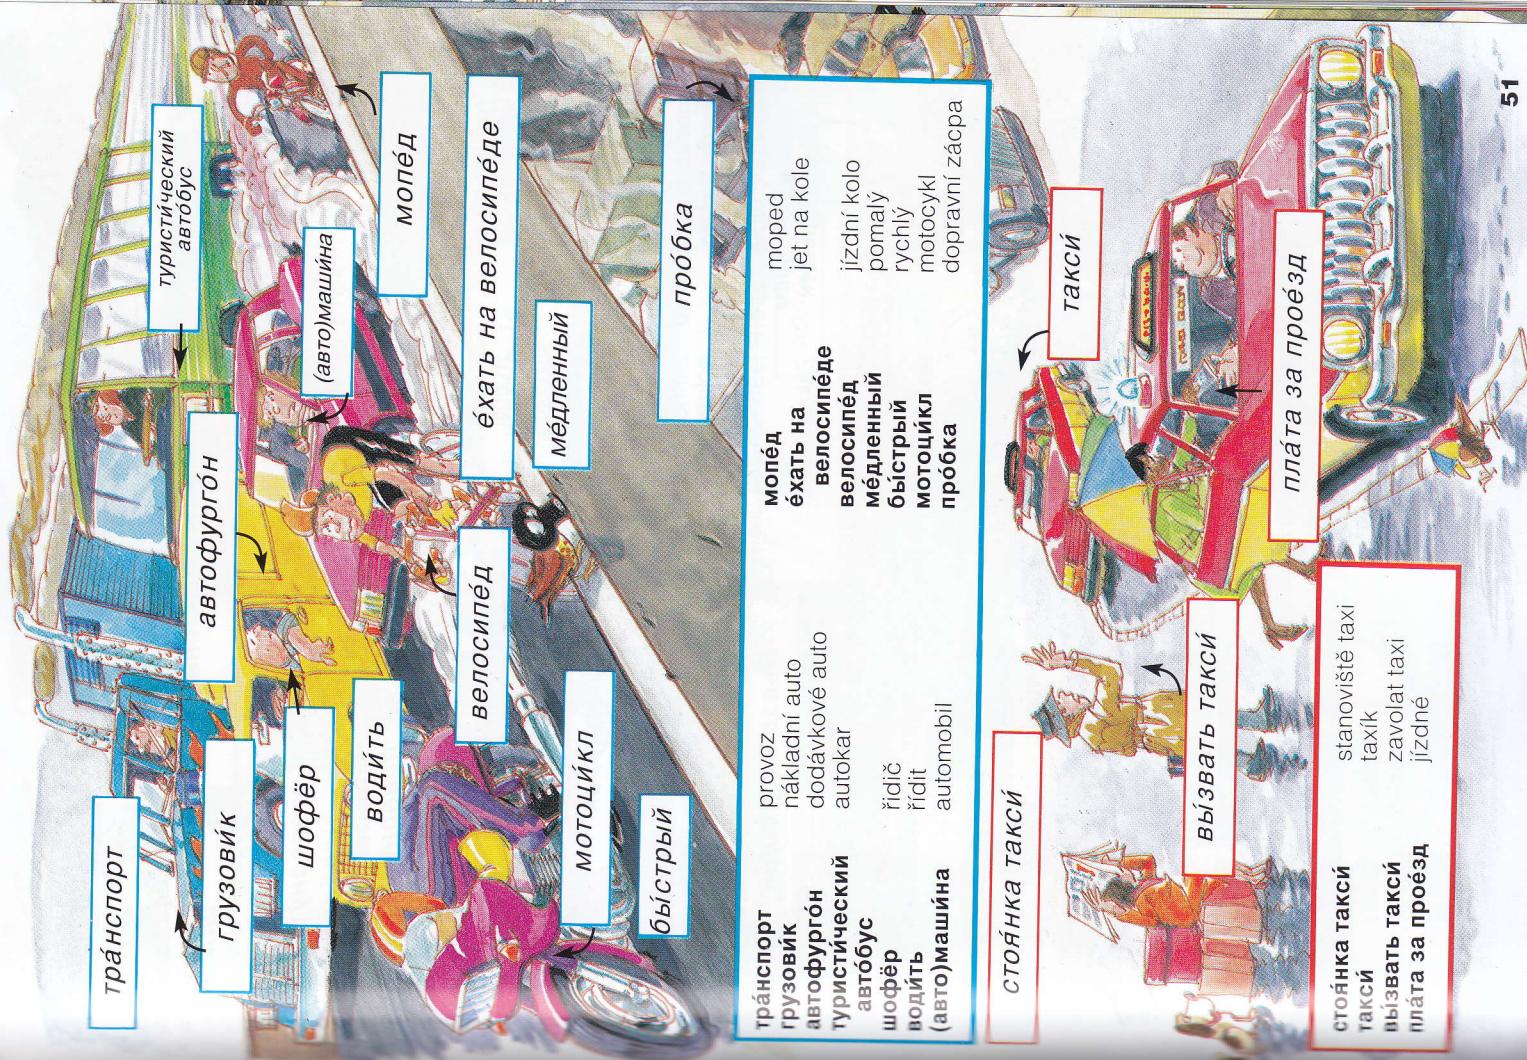 тра́нспорт
грузови́к
шофёр
води́ть
автофурго́н
туристи́ческий
авто́бус
(авто)маши́на
мопе́д
е́хать на велосипе́де
велосипе́д
ме́дленный
мотоци́кл
бы́стрый
про́бка
тра́нспорт provoz
грузови́к nákladní auto
автофурго́н dodávkové auto
туристи́ческий autokar
авто́бус
шофёр řidič
води́ть řídit
(авто)маши́на automobil
мопе́д moped
е́хать на jet na kole
велосипе́де
велосипе́д jízdní kolo
ме́дленный pomalý
бы́стрый rychlý
мотоци́кл motocykl
про́бка dopravní zácpa
стоя́нка такси́
вы́звать такси́
такси́
пла́та за прое́зд
стоя́нка такси́ stanoviště taxi
такси́ taxík
вы́звать такси́ zavolat taxi
пла́та за прое́зд jízdné
51